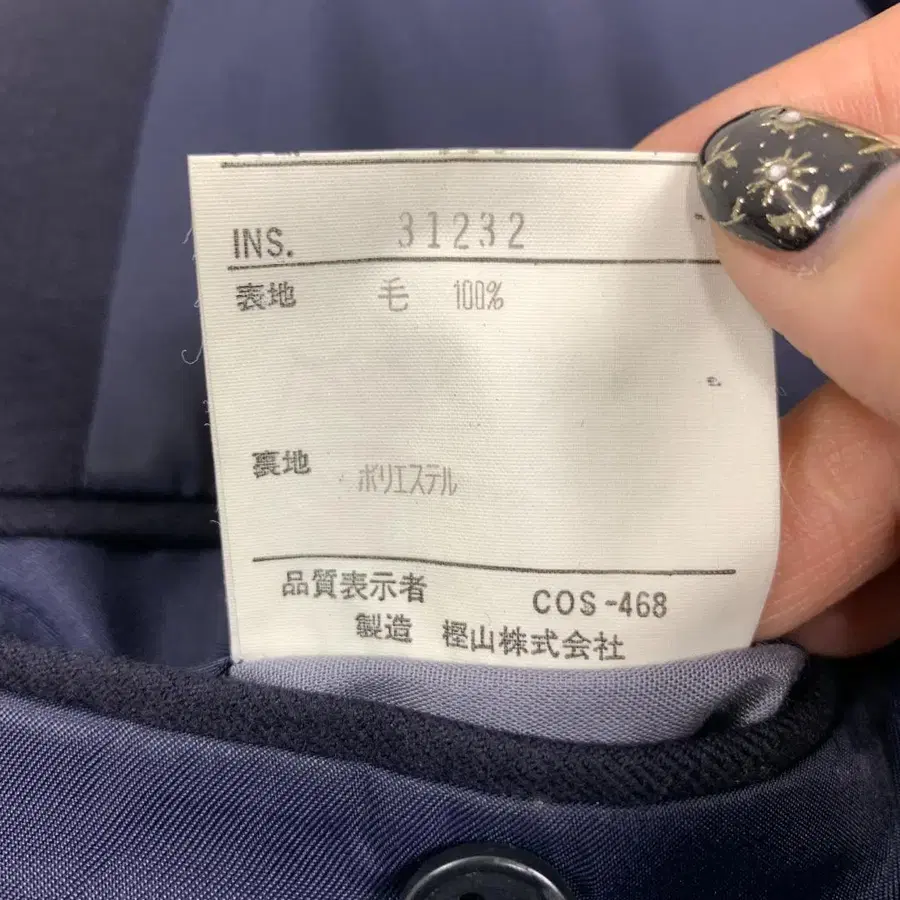 INS. 31232
表地 毛 100%
裏地 ポリエステル
品質表示者 COS-468
製造 樫山株式会社